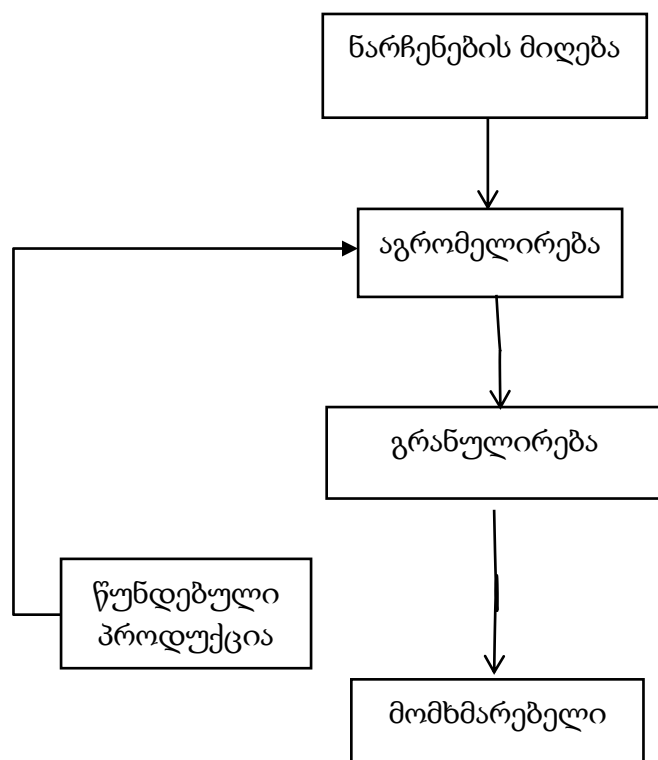 ნარჩენების მიღება
აგრომელირება
გრანულირება
წუნდებული
პროდუქცია
მომხმარებელი